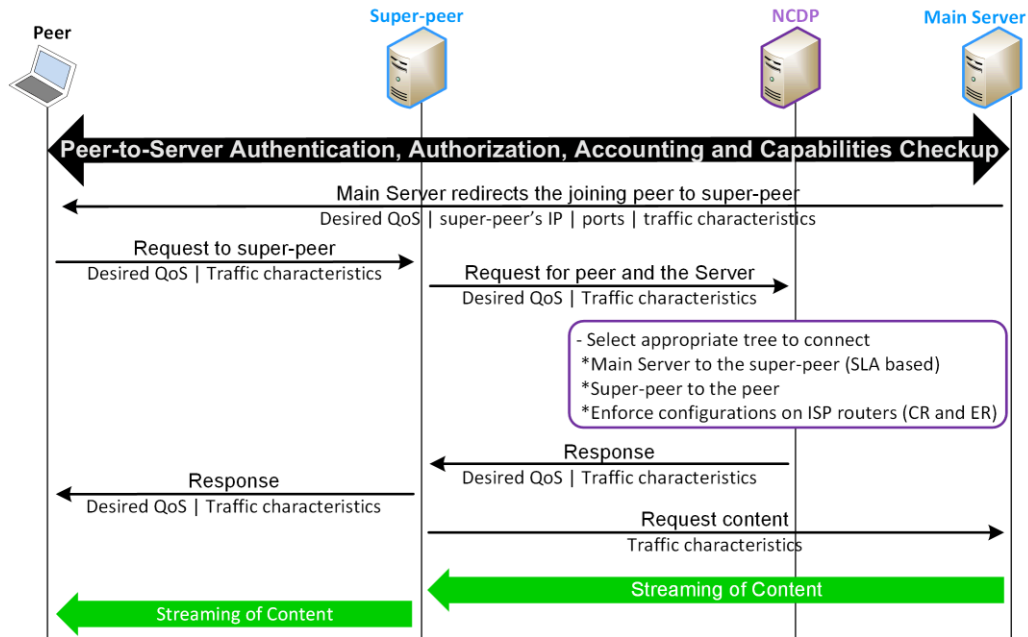 Peer
Super-peer
NCDP
Main Server
Peer-to-Server Authentication, Authorization, Accounting and Capabilities Checkup
Main Server redirects the joining peer to super-peer
Desired QoS | super-peer's IP | ports | traffic characteristics
Request to super-peer
Desired QoS | Traffic characteristics
Request for peer and the Server
Desired QoS | Traffic characteristics
- Select appropriate tree to connect
*Main Server to the super-peer (SLA based)
*Super-peer to the peer
*Enforce configurations on ISP routers (CR and ER)
Response
Desired QoS | Traffic characteristics
Response
Desired QoS | Traffic characteristics
Request content
Traffic characteristics
Streaming of Content
Streaming of Content